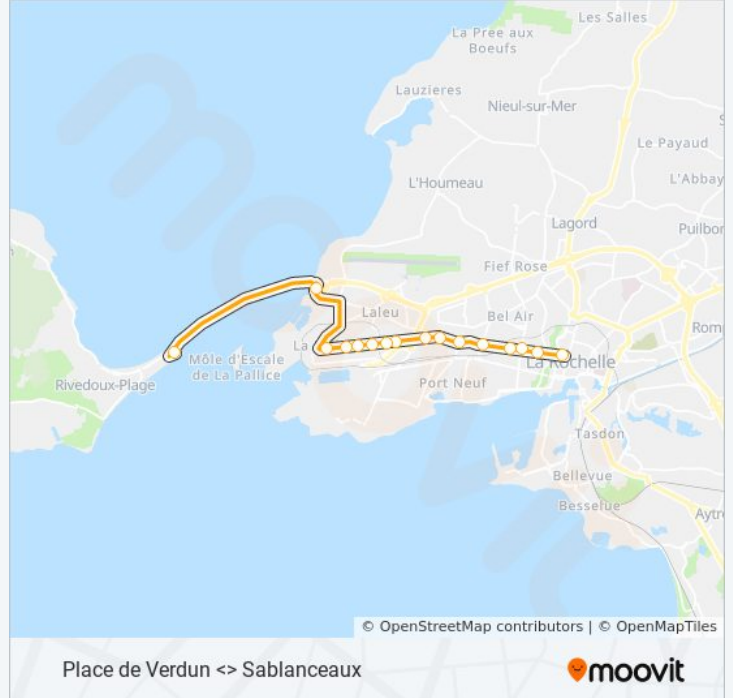 Les Salles
La Prée aux
Boeufs
Lauzières
Nieul-sur-Mer
Le Payaud
L'Houmeau
L'Abbay
Lagord
Puilbor
Fief Rose
Laleu
Bel Air
Rom
La
Môle d'Escale
de La Pallice
La Rochelle
Rivedoux-Plage
Port Neuf
Tasdon
Bellevue
Besselue
Aytr
© OpenStreetMap contributors | © OpenMapTiles
Place de Verdun <> Sablanceaux
moovit